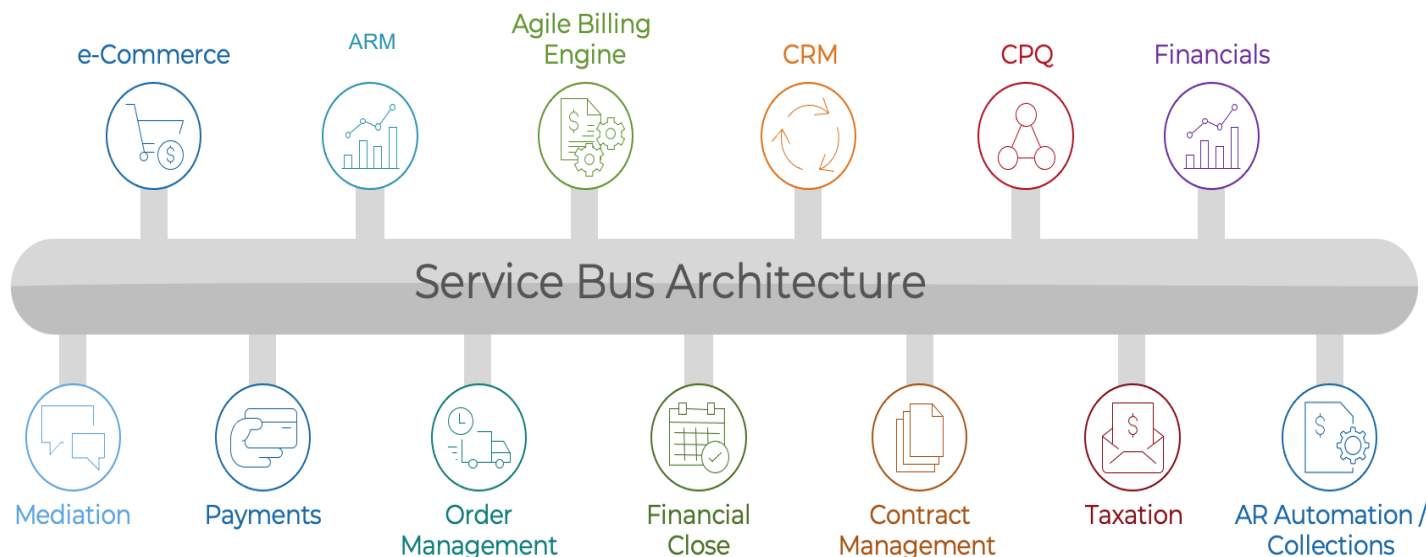 e-Commerce
ARM
Agile Billing
Engine
CRM
CPQ
Financials
$
$
Service Bus Architecture
Mediation
Payments
Order
Management
Financial
Close
Contract
Management
$
Taxation
$
AR Automation /
Collections